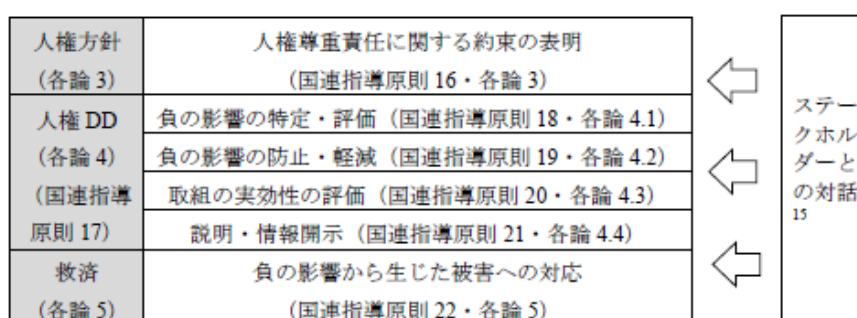 人権方針
(各論 3)
人権尊重責任に関する約束の表明
(国連指導原則 16・各論 3)
人権 DD
(各論 4)
(国連指導
原則 17)
負の影響の特定・評価（国連指導原則 18・各論 4.1)
負の影響の防止・軽減（国連指導原則 19・各論 4.2)
取組の実効性の評価（国連指導原則 20・各論 4.3)
説明・情報開示（国連指導原則 21・各論 4.4)
救済
(各論 5)
負の影響から生じた被害への対応
(国連指導原則 22・各論 5)
ステー
クホル
ダーと
の対話
15